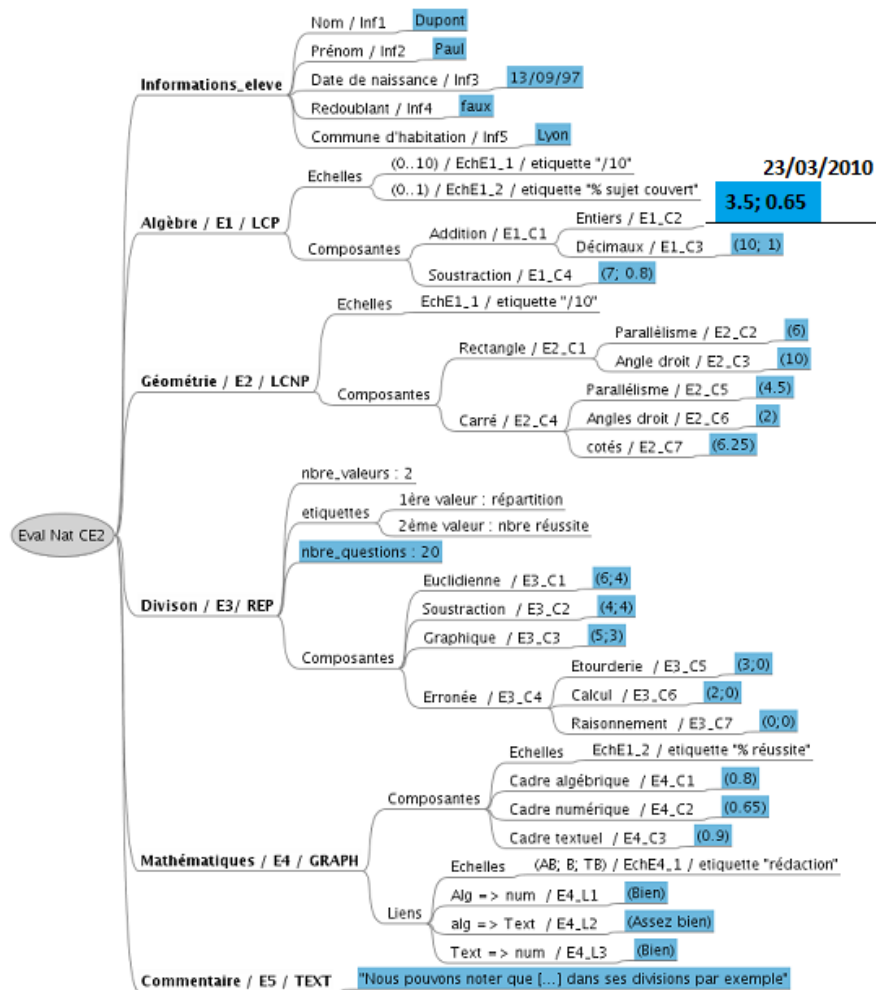 Eval Nat CE2
Informations_eleve
Nom / Inf1 Dupont
Prénom / Inf2 Paul
Date de naissance / Inf3 13/09/97
Redoublant / Inf4 faux
Commune d'habitation / Inf5 Lyon
Algèbre / E1 / LCP
Echelles
(0..10) / EchE1_1 / etiquette "/10"
(0..1) / EchE1_2 / etiquette "% sujet couvert"
23/03/2010
3.5; 0.65
Composantes
Addition / E1_C1
Entiers / E1_C2
Décimaux / E1_C3 (10; 1)
Soustraction / E1_C4 (7; 0.8)
Géométrie / E2 / LCNP
Echelles EchE1_1 / etiquette "/10"
Composantes
Rectangle / E2_C1
Parallèlisme / E2_C2 (6)
Angle droit / E2_C3 (10)
Carré / E2_C4
Parallélisme / E2_C5 (4.5)
Angles droit / E2_C6 (2)
cotés / E2_C7 (6.25)
Divison / E3/ REP
nbre_valeurs : 2
etiquettes
1ère valeur : répartition
2ème valeur : nbre réussite
nbre_questions : 20
Composantes
Euclidienne / E3_C1 (6;4)
Soustraction / E3_C2 (4;4)
Graphique / E3_C3 (5;3)
Erronée / E3_C4
Etourderie / E3_C5 (3;0)
Calcul / E3_C6 (2;0)
Raisonnement / E3_C7 (0;0)
Mathématiques / E4 / GRAPH
Composantes
Echelles EchE1_2 / etiquette "% réussite"
Cadre algébrique / E4_C1 (0.8)
Cadre numérique / E4_C2 (0.65)
Cadre textuel / E4_C3 (0.9)
Liens
Echelles (AB; B; TB) / EchE4_1 / etiquette "rédaction"
Alg => num / E4_L1 (Bien)
alg => Text / E4_L2 (Assez bien)
Text => num / E4_L3 (Bien)
Commentaire / E5 / TEXT "Nous pouvons noter que [...] dans ses divisions par exemple"